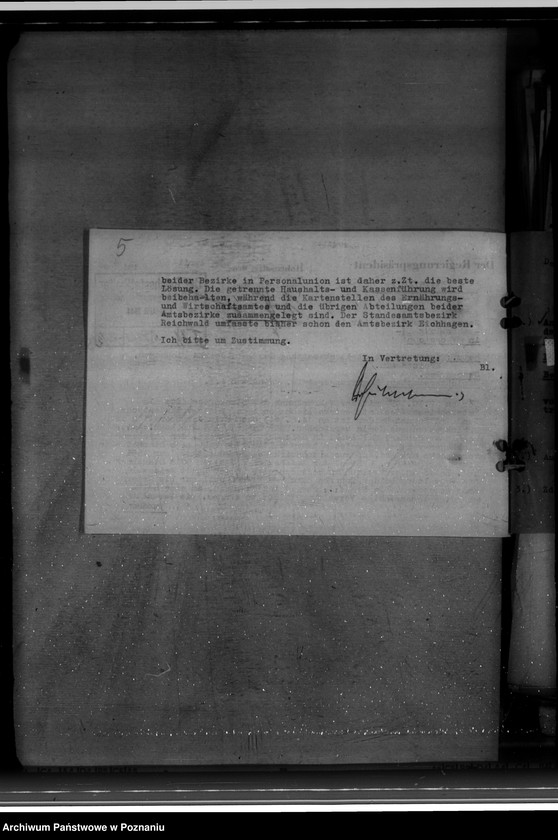 5
beider Bezirke in Personalunion ist daher z.Zt. die beste
Lösung. Die getrennte Haushalts- und Kassenführung wird
beibehalten, während die Kartenstellen des Ernährungs-
und Wirtschaftsamtes und die übrigen Abteilungen beider
Amtsbezirke zusammengelegt sind. Der Standesamtsbezirk
Reichwald umfasste bisher schon den Amtsbezirk Eichhagen.
Ich bitte um Zustimmung.
In Vertretung:
Bl.
Archiwum Państwowe w Poznaniu